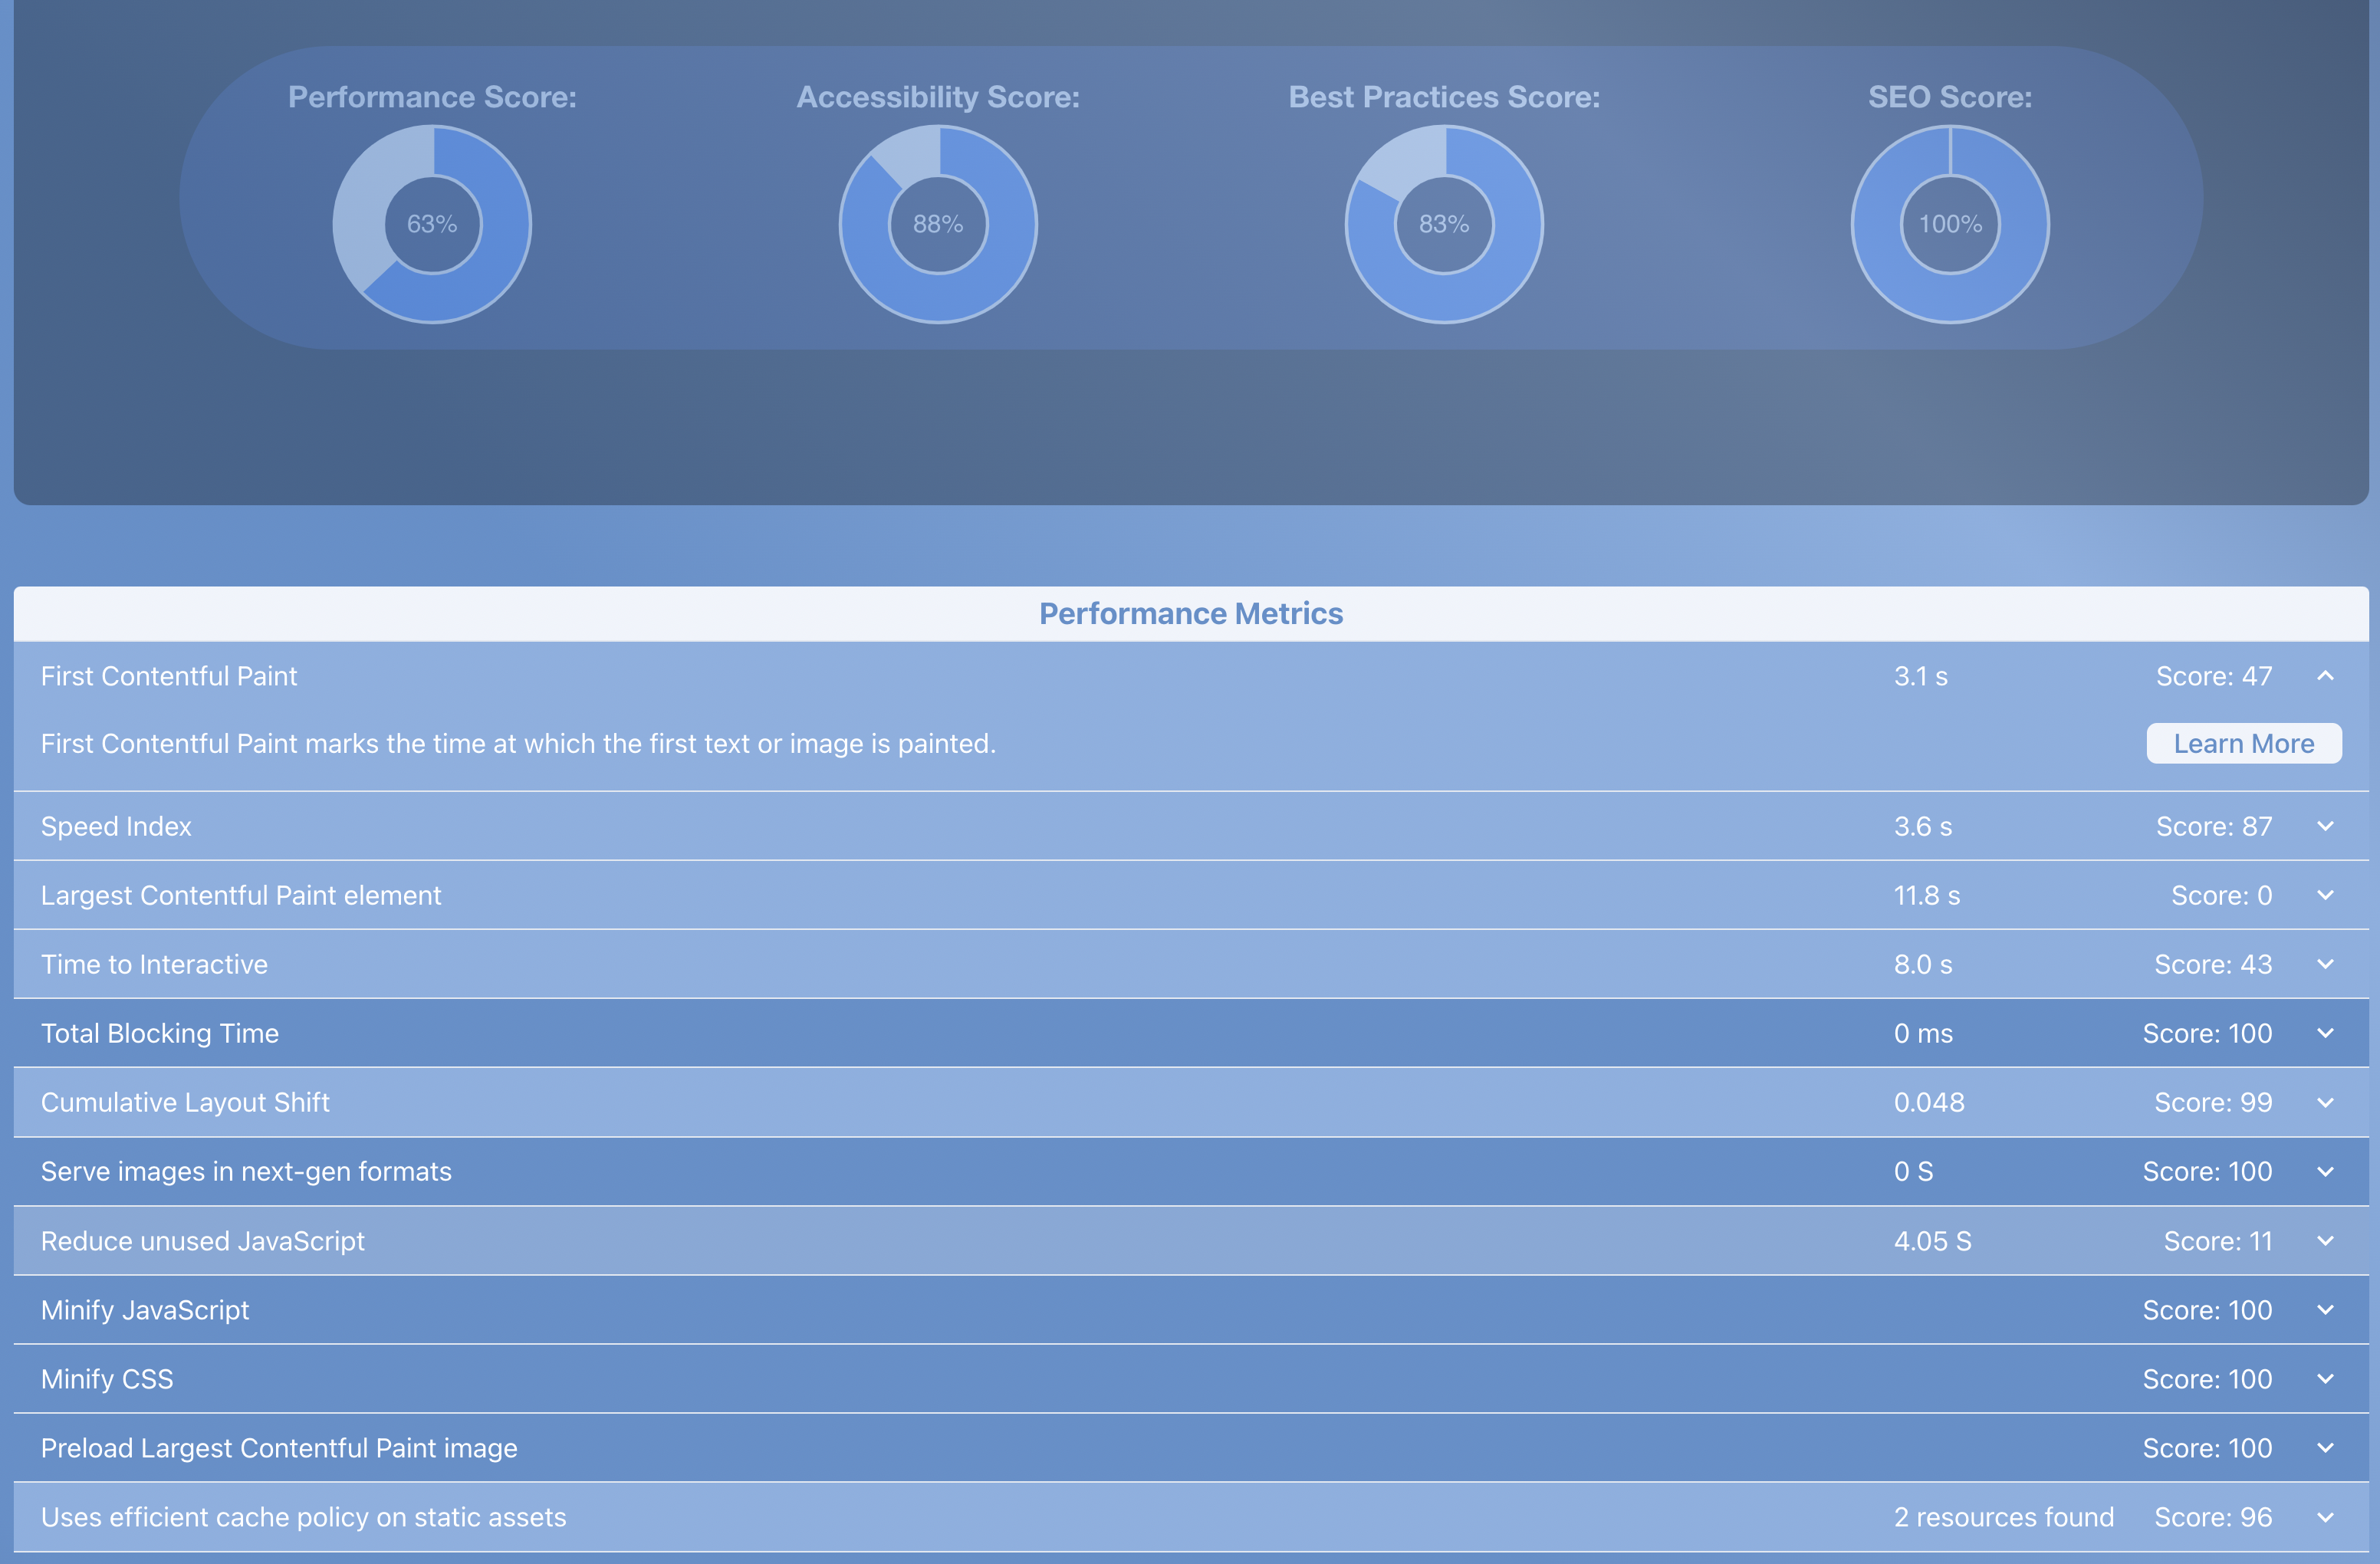 Performance Score: Accessibility Score: Best Practices Score: SEO Score:
63% 88% 83% 100%
Performance Metrics
First Contentful Paint 3.1 s Score: 47
First Contentful Paint marks the time at which the first text or image is painted. Learn More
Speed Index 3.6 s Score: 87
Largest Contentful Paint element 11.8 s Score: 0
Time to Interactive 8.0 s Score: 43
Total Blocking Time 0 ms Score: 100
Cumulative Layout Shift 0.048 Score: 99
Serve images in next-gen formats 0 S Score: 100
Reduce unused JavaScript 4.05 S Score: 11
Minify JavaScript Score: 100
Minify CSS Score: 100
Preload Largest Contentful Paint image Score: 100
Uses efficient cache policy on static assets 2 resources found Score: 96